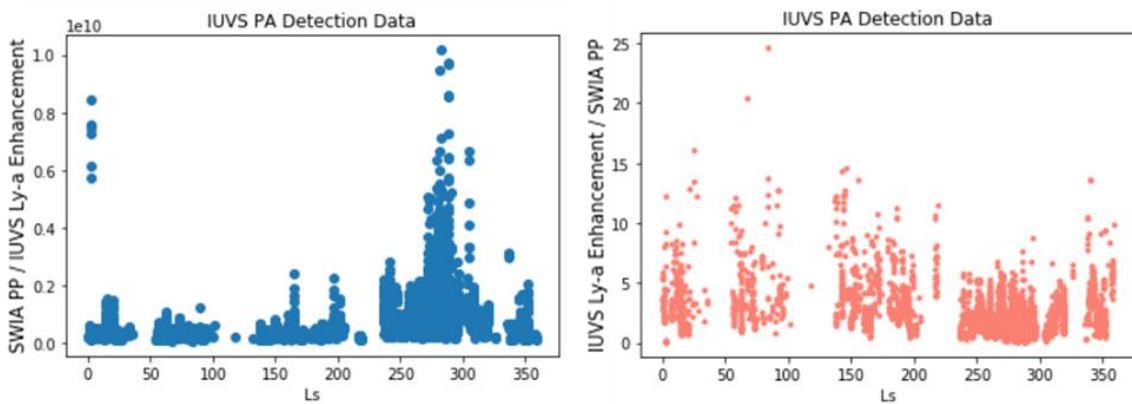 IUVS PA Detection Data
1e10
SWIA PP / IUVS Ly-a Enhancement
1.0
0.8
0.6
0.4
0.2
0.0
0 50 100 150 200 250 300 350
Ls
IUVS PA Detection Data
IUVS Ly-a Enhancement / SWIA PP
25
20
15
10
5
0
0 50 100 150 200 250 300 350
Ls